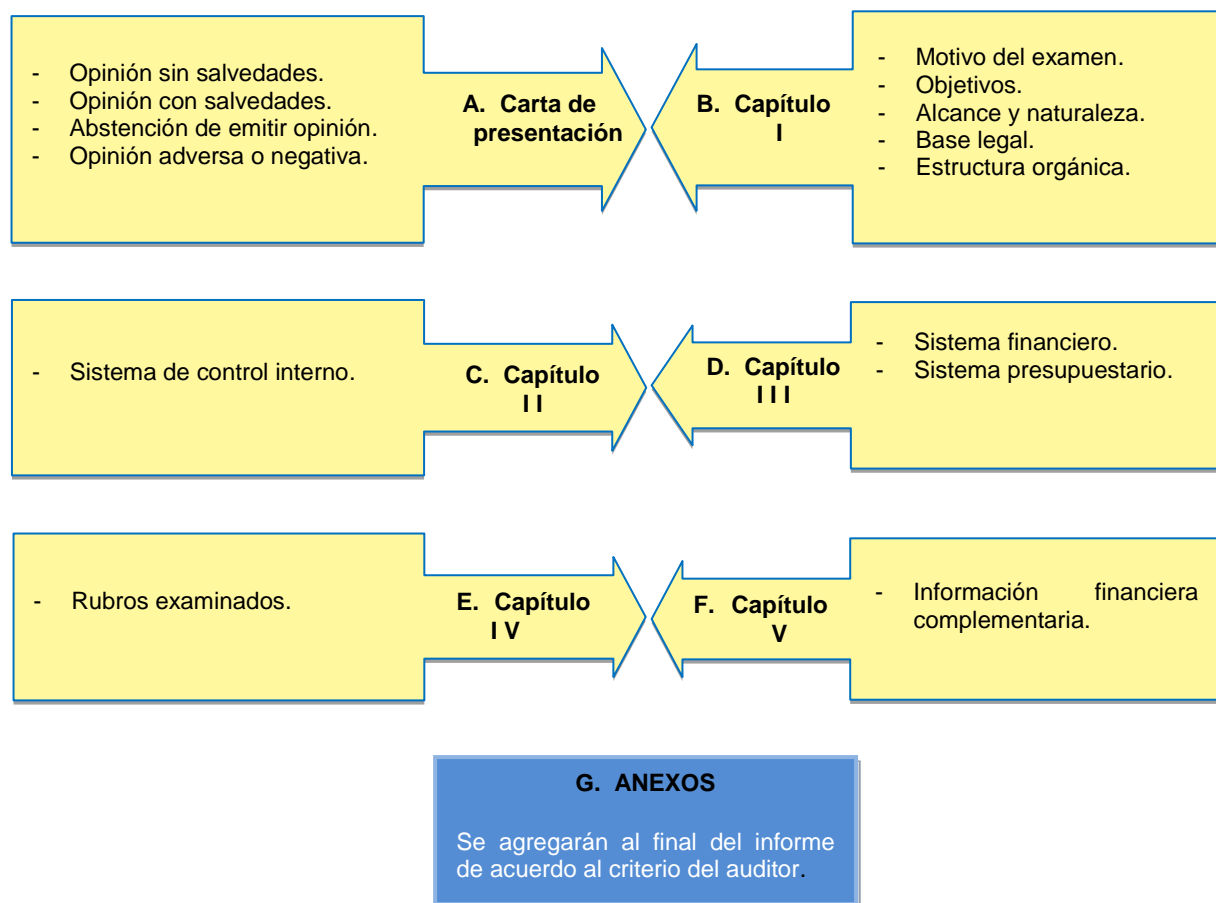 - Opinión sin salvedades.
- Opinión con salvedades.
- Abstención de emitir opinión.
- Opinión adversa o negativa.
A. Carta de
presentación
B. Capítulo
I
- Motivo del examen.
- Objetivos.
- Alcance y naturaleza.
- Base legal.
- Estructura orgánica.
- Sistema de control interno.
C. Capítulo
I I
D. Capítulo
I I I
- Sistema financiero.
- Sistema presupuestario.
- Rubros examinados.
E. Capítulo
I V
F. Capítulo
V
- Información financiera
complementaria.
G. ANEXOS
Se agregarán al final del informe
de acuerdo al criterio del auditor.